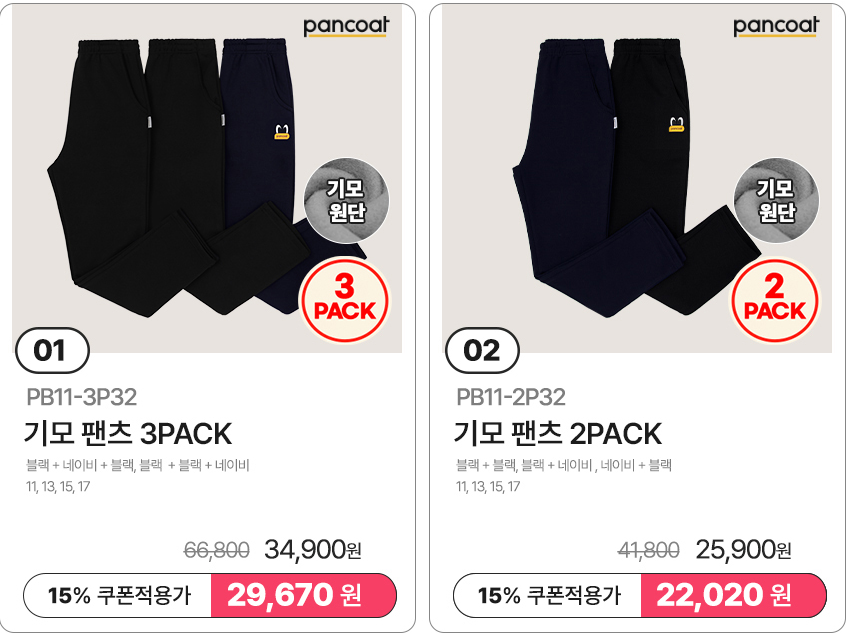 pancoat
기모
원단
3
PACK
01
PB11-3P32
기모 팬츠 3PACK
블랙 + 네이비 + 블랙, 블랙 + 블랙 + 네이비
11, 13, 15, 17
66,800 34,900원
15% 쿠폰적용가 29,670 원
pancoat
기모
원단
2
PACK
02
PB11-2P32
기모 팬츠 2PACK
블랙 + 블랙, 블랙 + 네이비 , 네이비 + 블랙
11, 13, 15, 17
41,800 25,900원
15% 쿠폰적용가 22,020 원